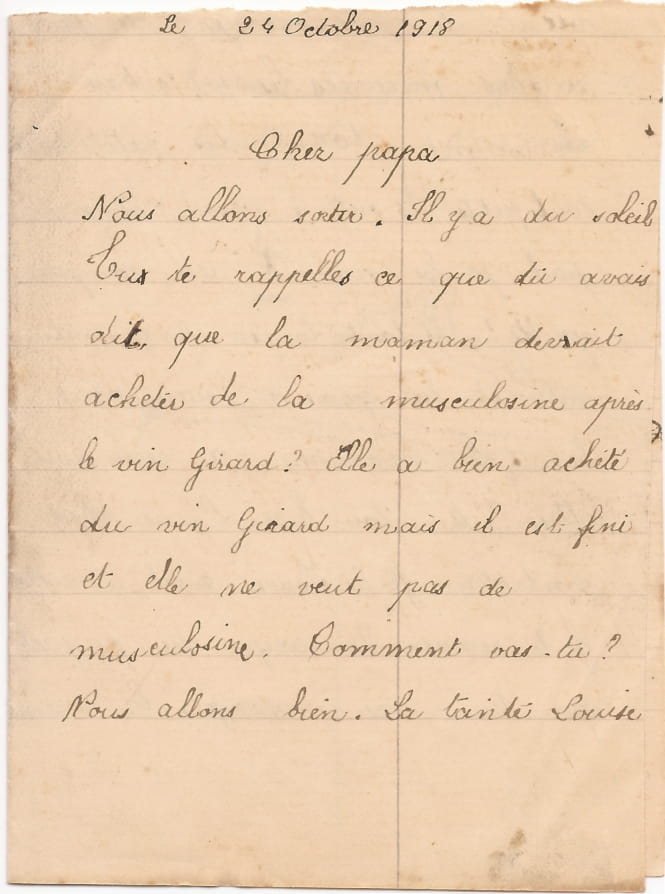 Le 24 Octobre 1918
Cher papa
Nous allons sortir. Il y a du soleil
Tu te rappelles ce que tu avais
dit, que la maman devrait
acheter de la musculosine après
le vin Girard? Elle a bien acheté
du vin Girard mais il est fini
et elle ne veut pas de
musculosine. Comment vas-tu?
Nous allons bien. La tainte Louise